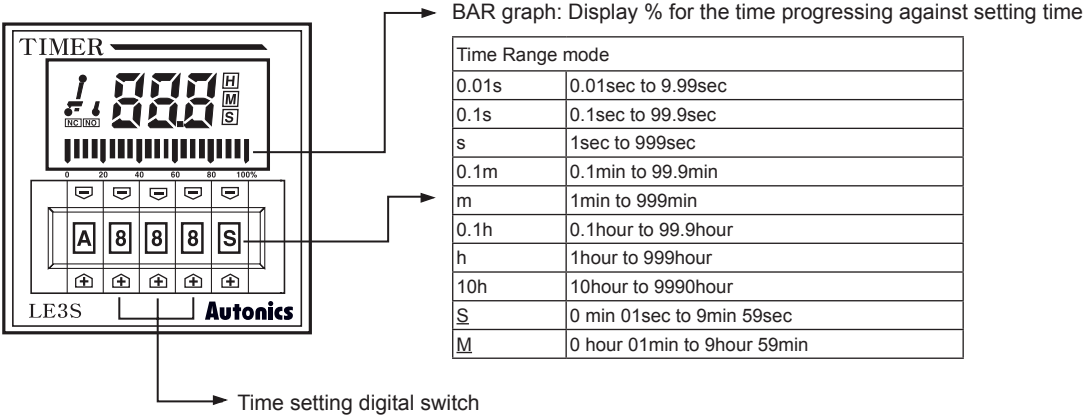 BAR graph: Display % for the time progressing against setting time
TIMER
NC NO
88.8
H
M
S
0 20 40 60 80 100%
A 8 8 8 S
LE3S Autonics
Time Range mode
0.01s 0.01sec to 9.99sec
0.1s 0.1sec to 99.9sec
s 1sec to 999sec
0.1m 0.1min to 99.9min
m 1min to 999min
0.1h 0.1hour to 99.9hour
h 1hour to 999hour
10h 10hour to 9990hour
S 0 min 01sec to 9min 59sec
M 0 hour 01min to 9hour 59min
Time setting digital switch